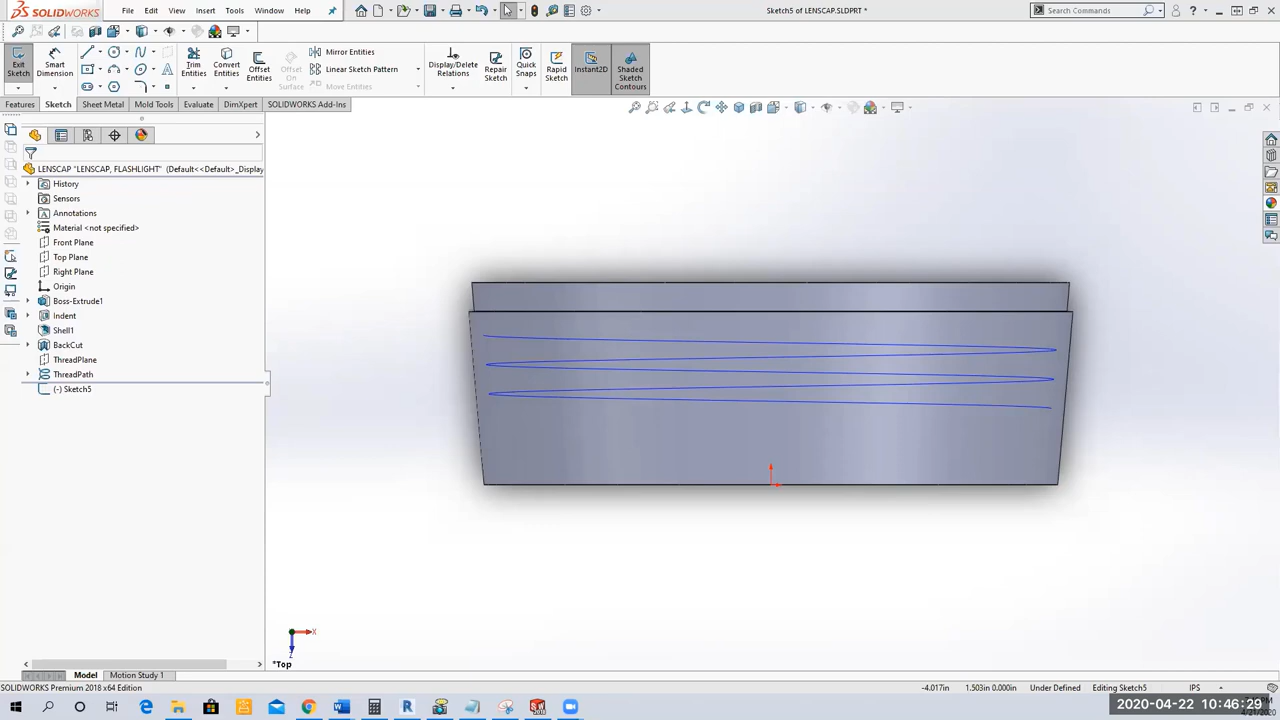 SOLIDWORKS File Edit View Insert Tools Window Help Sketch5 of LENSCAP.SLDPRT * Search Commands
Exit Sketch
Smart Dimension
Trim Entities
Convert Entities
Offset Entities
Offset On Surface
Mirror Entities
Linear Sketch Pattern
Move Entities
Display/Delete Relations
Repair Sketch
Quick Snaps
Rapid Sketch
Instant2D
Shaded Sketch Contours
Features Sketch Sheet Metal Mold Tools Evaluate DimXpert SOLIDWORKS Add-Ins
LENSCAP "LENSCAP, FLASHLIGHT" (Default<<Default>_Display
History
Sensors
Annotations
Material <not specified>
Front Plane
Top Plane
Right Plane
Origin
Boss-Extrude1
Indent
Shell1
BackCut
ThreadPlane
ThreadPath
(-) Sketch5
X
Z
*Top
Model Motion Study 1
SOLIDWORKS Premium 2018 x64 Edition -4.017in 1.503in 0.000in Under Defined Editing Sketch5 IPS
2020-04-22 10:46:29